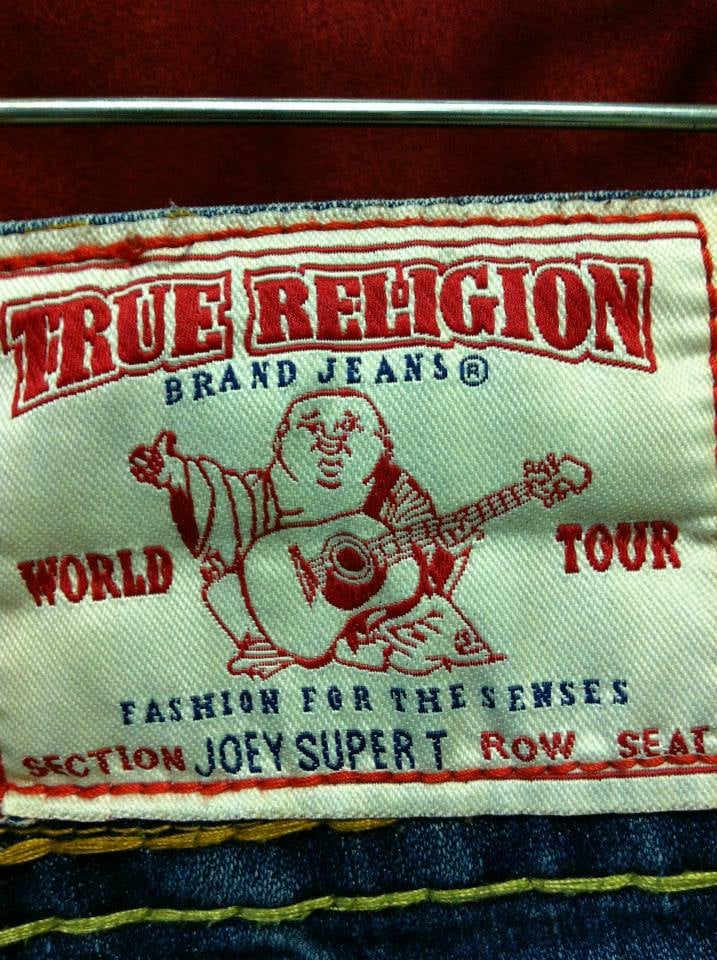 TRUE RELIGION
BRAND JEANS®
WORLD TOUR
FASHION FOR THE SENSES
SECTION JOEY SUPER T ROW SEAT